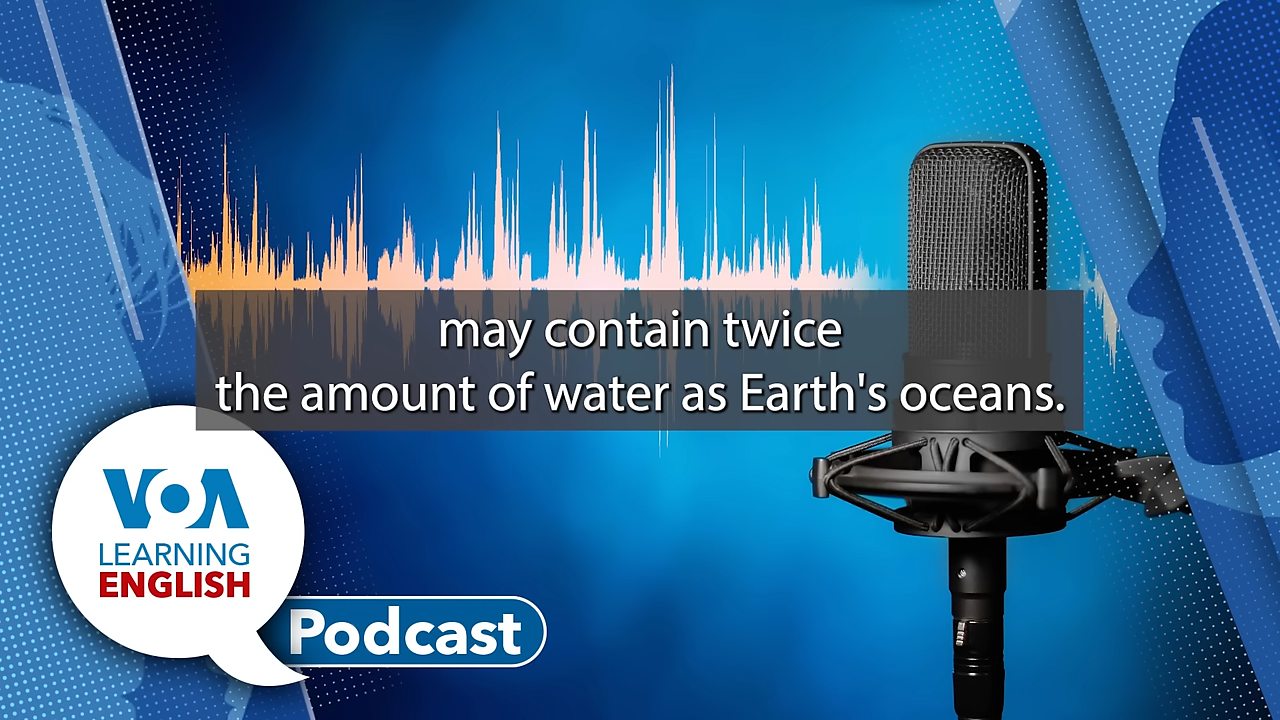 may contain twice
the amount of water as Earth's oceans.
VOA
LEARNING
ENGLISH
Podcast